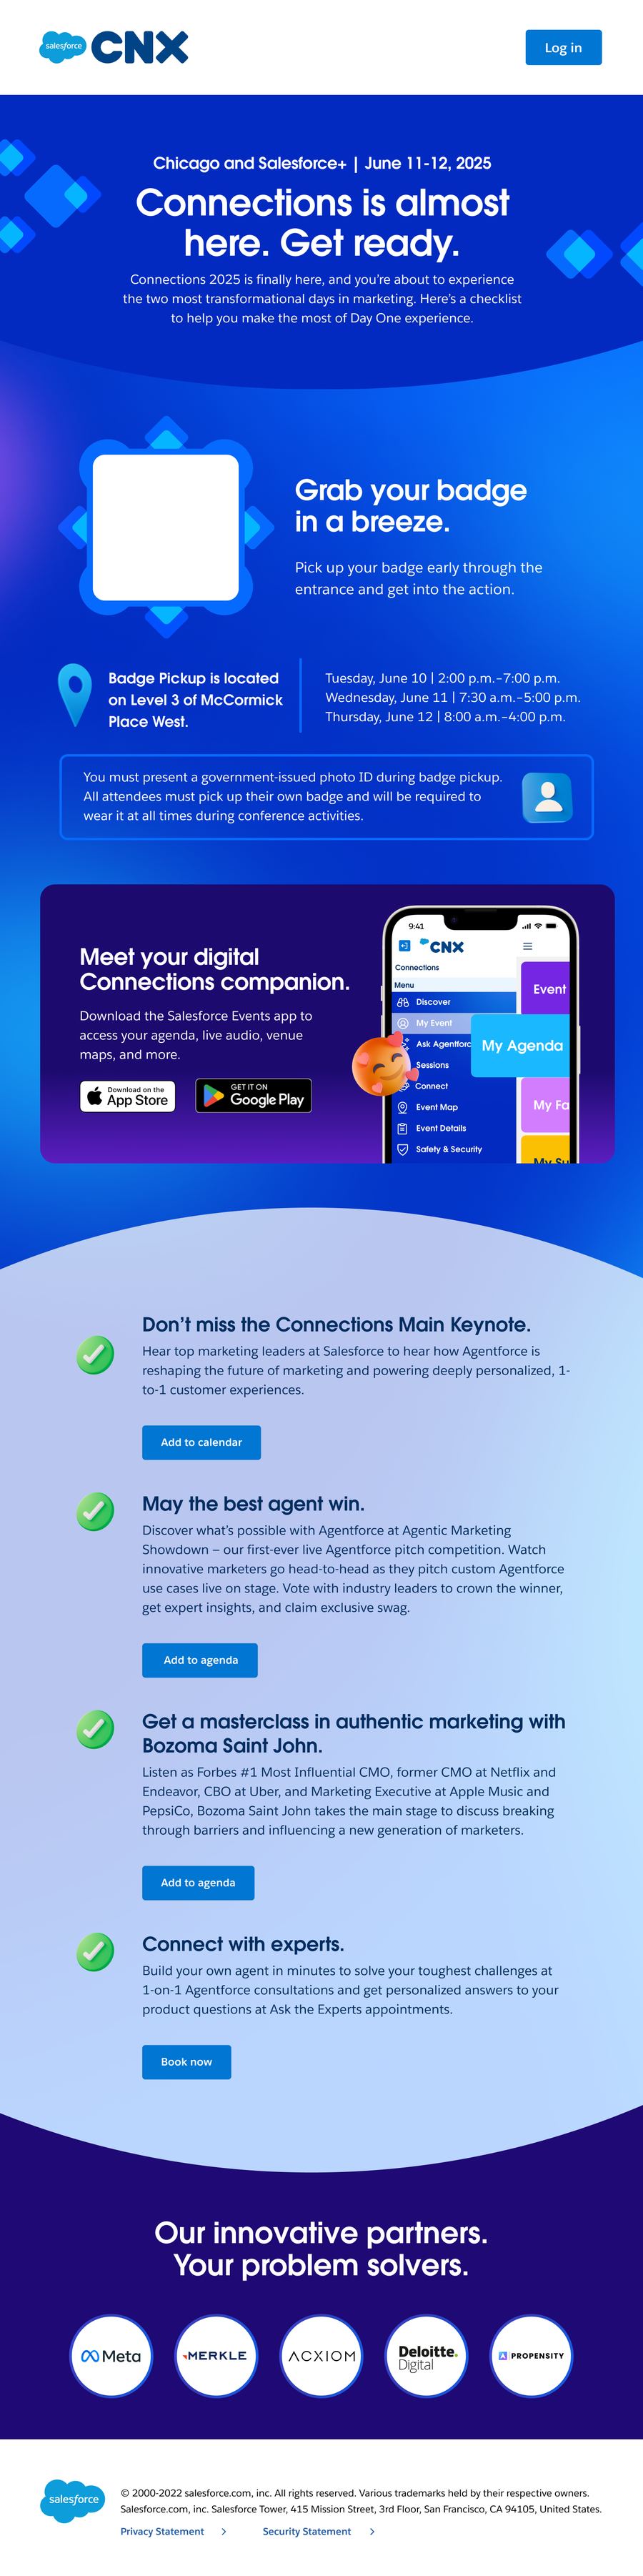 salesforce CNX
Log in
Chicago and Salesforce+ | June 11-12, 2025
Connections is almost
here. Get ready.
Connections 2025 is finally here, and you're about to experience
the two most transformational days in marketing. Here's a checklist
to help you make the most of Day One experience.
Grab your badge
in a breeze.
Pick up your badge early through the
entrance and get into the action.
Badge Pickup is located
on Level 3 of McCormick
Place West.
Tuesday, June 10 | 2:00 p.m.–7:00 p.m.
Wednesday, June 11 | 7:30 a.m.–5:00 p.m.
Thursday, June 12 | 8:00 a.m.–4:00 p.m.
You must present a government-issued photo ID during badge pickup.
All attendees must pick up their own badge and will be required to
wear it at all times during conference activities.
Meet your digital
Connections companion.
Download the Salesforce Events app to
access your agenda, live audio, venue
maps, and more.
Download on the
App Store
GET IT ON
Google Play
9:41
CNX
Connections
Menu
Discover
My Event
Ask Agentforc
Sessions
Connect
Event Map
Event Details
Safety & Security
Event
My Agenda
My Fa
My Su
Don't miss the Connections Main Keynote.
Hear top marketing leaders at Salesforce to hear how Agentforce is
reshaping the future of marketing and powering deeply personalized, 1-
to-1 customer experiences.
Add to calendar
May the best agent win.
Discover what's possible with Agentforce at Agentic Marketing
Showdown – our first-ever live Agentforce pitch competition. Watch
innovative marketers go head-to-head as they pitch custom Agentforce
use cases live on stage. Vote with industry leaders to crown the winner,
get expert insights, and claim exclusive swag.
Add to agenda
Get a masterclass in authentic marketing with
Bozoma Saint John.
Listen as Forbes #1 Most Influential CMO, former CMO at Netflix and
Endeavor, CBO at Uber, and Marketing Executive at Apple Music and
PepsiCo, Bozoma Saint John takes the main stage to discuss breaking
through barriers and influencing a new generation of marketers.
Add to agenda
Connect with experts.
Build your own agent in minutes to solve your toughest challenges at
1-on-1 Agentforce consultations and get personalized answers to your
product questions at Ask the Experts appointments.
Book now
Our innovative partners.
Your problem solvers.
Meta
MERKLE
ACXIOM
Deloitte.
Digital
PROPENSITY
salesforce
© 2000-2022 salesforce.com, inc. All rights reserved. Various trademarks held by their respective owners.
Salesforce.com, inc. Salesforce Tower, 415 Mission Street, 3rd Floor, San Francisco, CA 94105, United States.
Privacy Statement > Security Statement >